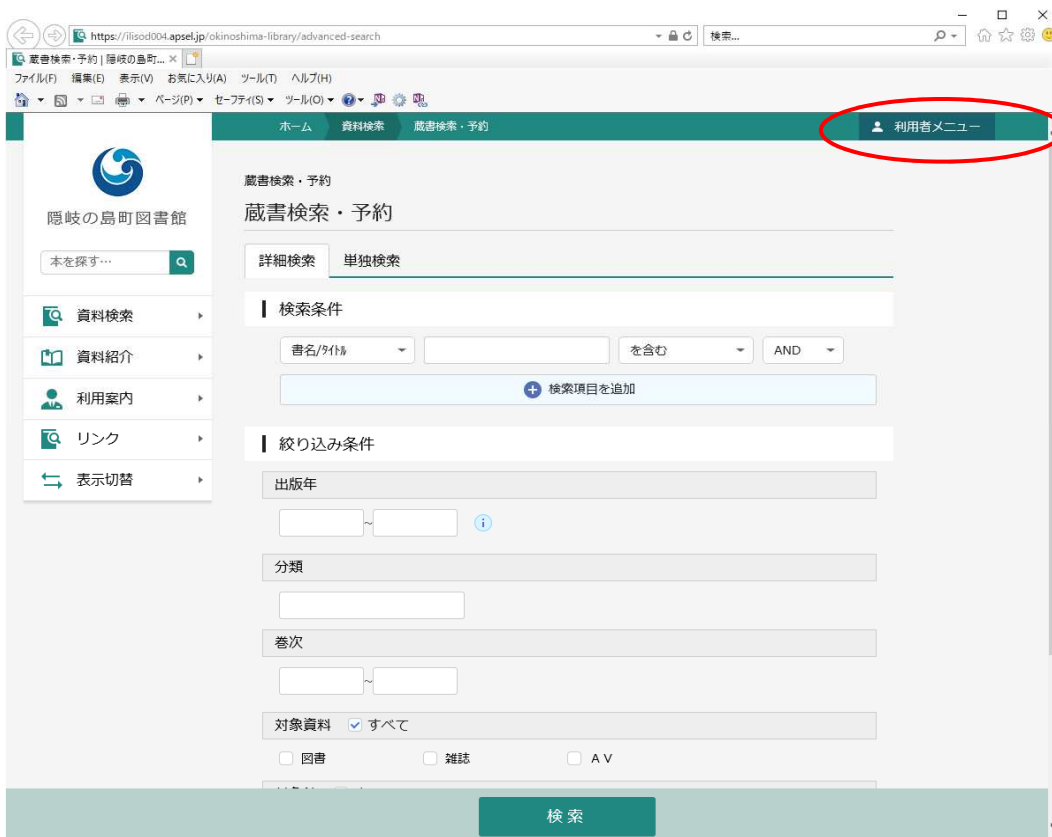 https://ilisod004.apsel.jp/okinoshima-library/advanced-search
検索...
蔵書検索・予約 | 隠岐の島町...
ファイル(F) 編集(E) 表示(V) お気に入り(A) ツール(T) ヘルプ(H)
ページ(P) セーフティ(S) ツール(O)
ホーム 資料検索 蔵書検索・予約 利用者メニュー
隠岐の島町図書館
本を探す…
資料検索
資料紹介
利用案内
リンク
表示切替
蔵書検索・予約
蔵書検索・予約
詳細検索 単独検索
検索条件
書名/ﾀｲﾄﾙ を含む AND
検索項目を追加
絞り込み条件
出版年
~
分類
巻次
~
対象資料 すべて
図書 雑誌 ＡＶ
検索